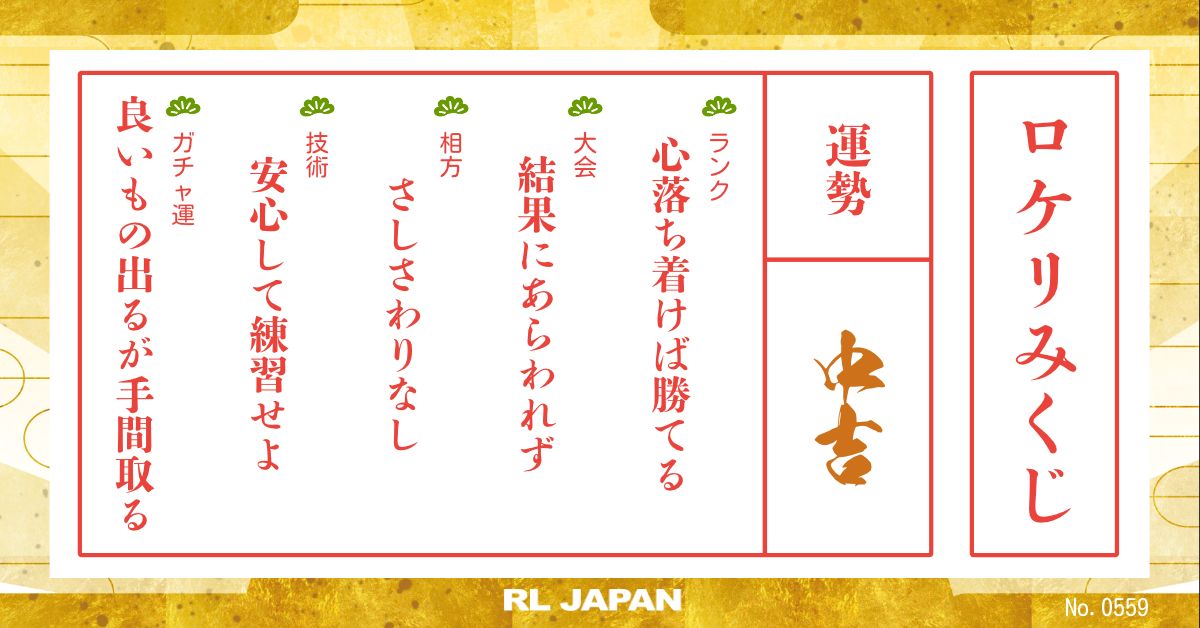 ロケリみくじ
運勢
中吉
ランク
心落ち着けば勝てる
大会
結果にあらわれず
相方
さしさわりなし
技術
安心して練習せよ
ガチャ運
良いもの出るが手間取る
RL JAPAN
No. 0559